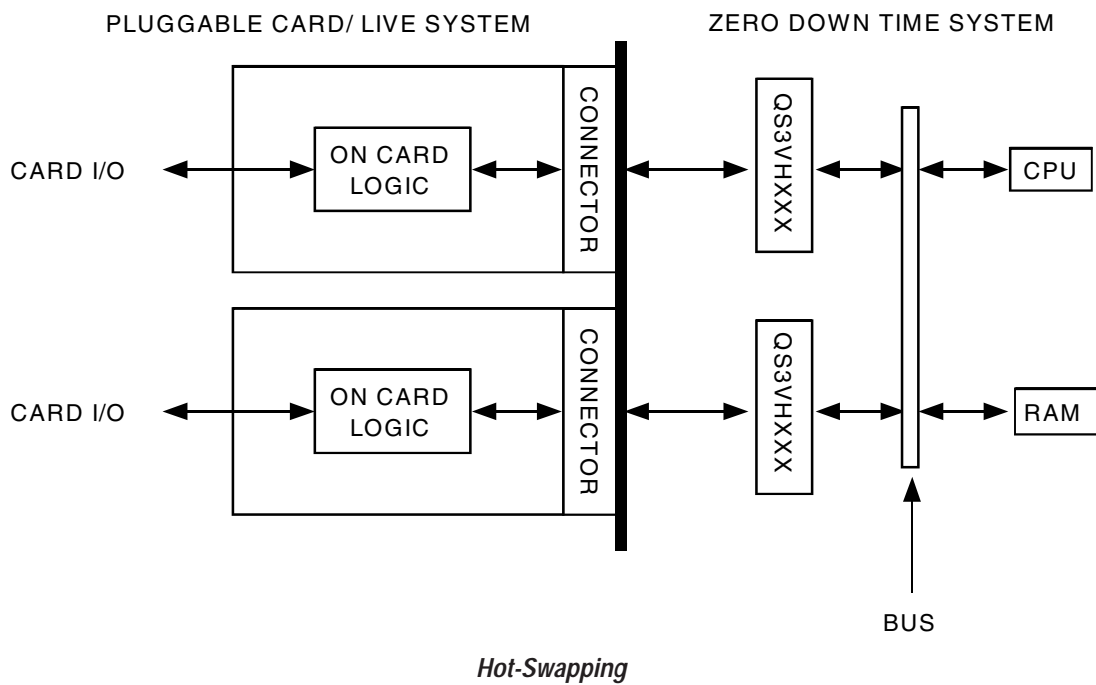 PLUGGABLE CARD/ LIVE SYSTEM
ZERO DOWN TIME SYSTEM
CARD I/O
ON CARD
LOGIC
CONNECTOR
QS3VHXXX
CPU
CARD I/O
ON CARD
LOGIC
CONNECTOR
QS3VHXXX
RAM
BUS
Hot-Swapping